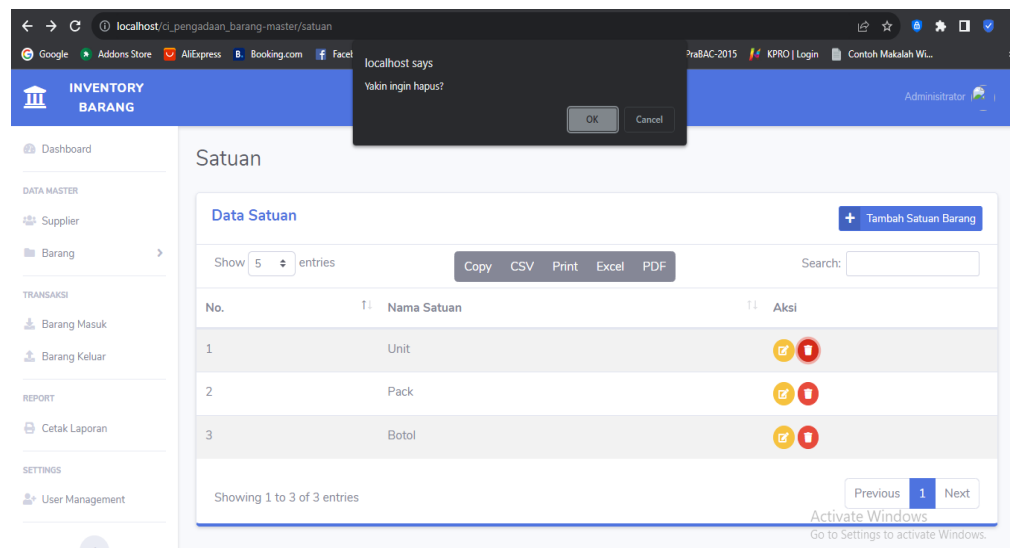 localhost/ci_pengadaan_barang-master/satuan
Google Addons Store AliExpress B. Booking.com PraBAC-2015 KPRO | Login Contoh Makalah Wi...
localhost says
Yakin ingin hapus?
OK Cancel
INVENTORY
BARANG
Adminisitrator
Dashboard
DATA MASTER
Supplier
Barang
TRANSAKSI
Barang Masuk
Barang Keluar
REPORT
Cetak Laporan
SETTINGS
User Management
Satuan
Data Satuan
+ Tambah Satuan Barang
Show 5 entries
Copy CSV Print Excel PDF
Search:
No. Nama Satuan Aksi
1 Unit
2 Pack
3 Botol
Showing 1 to 3 of 3 entries
Previous 1 Next
Activate Windows
Go to Settings to activate Windows.